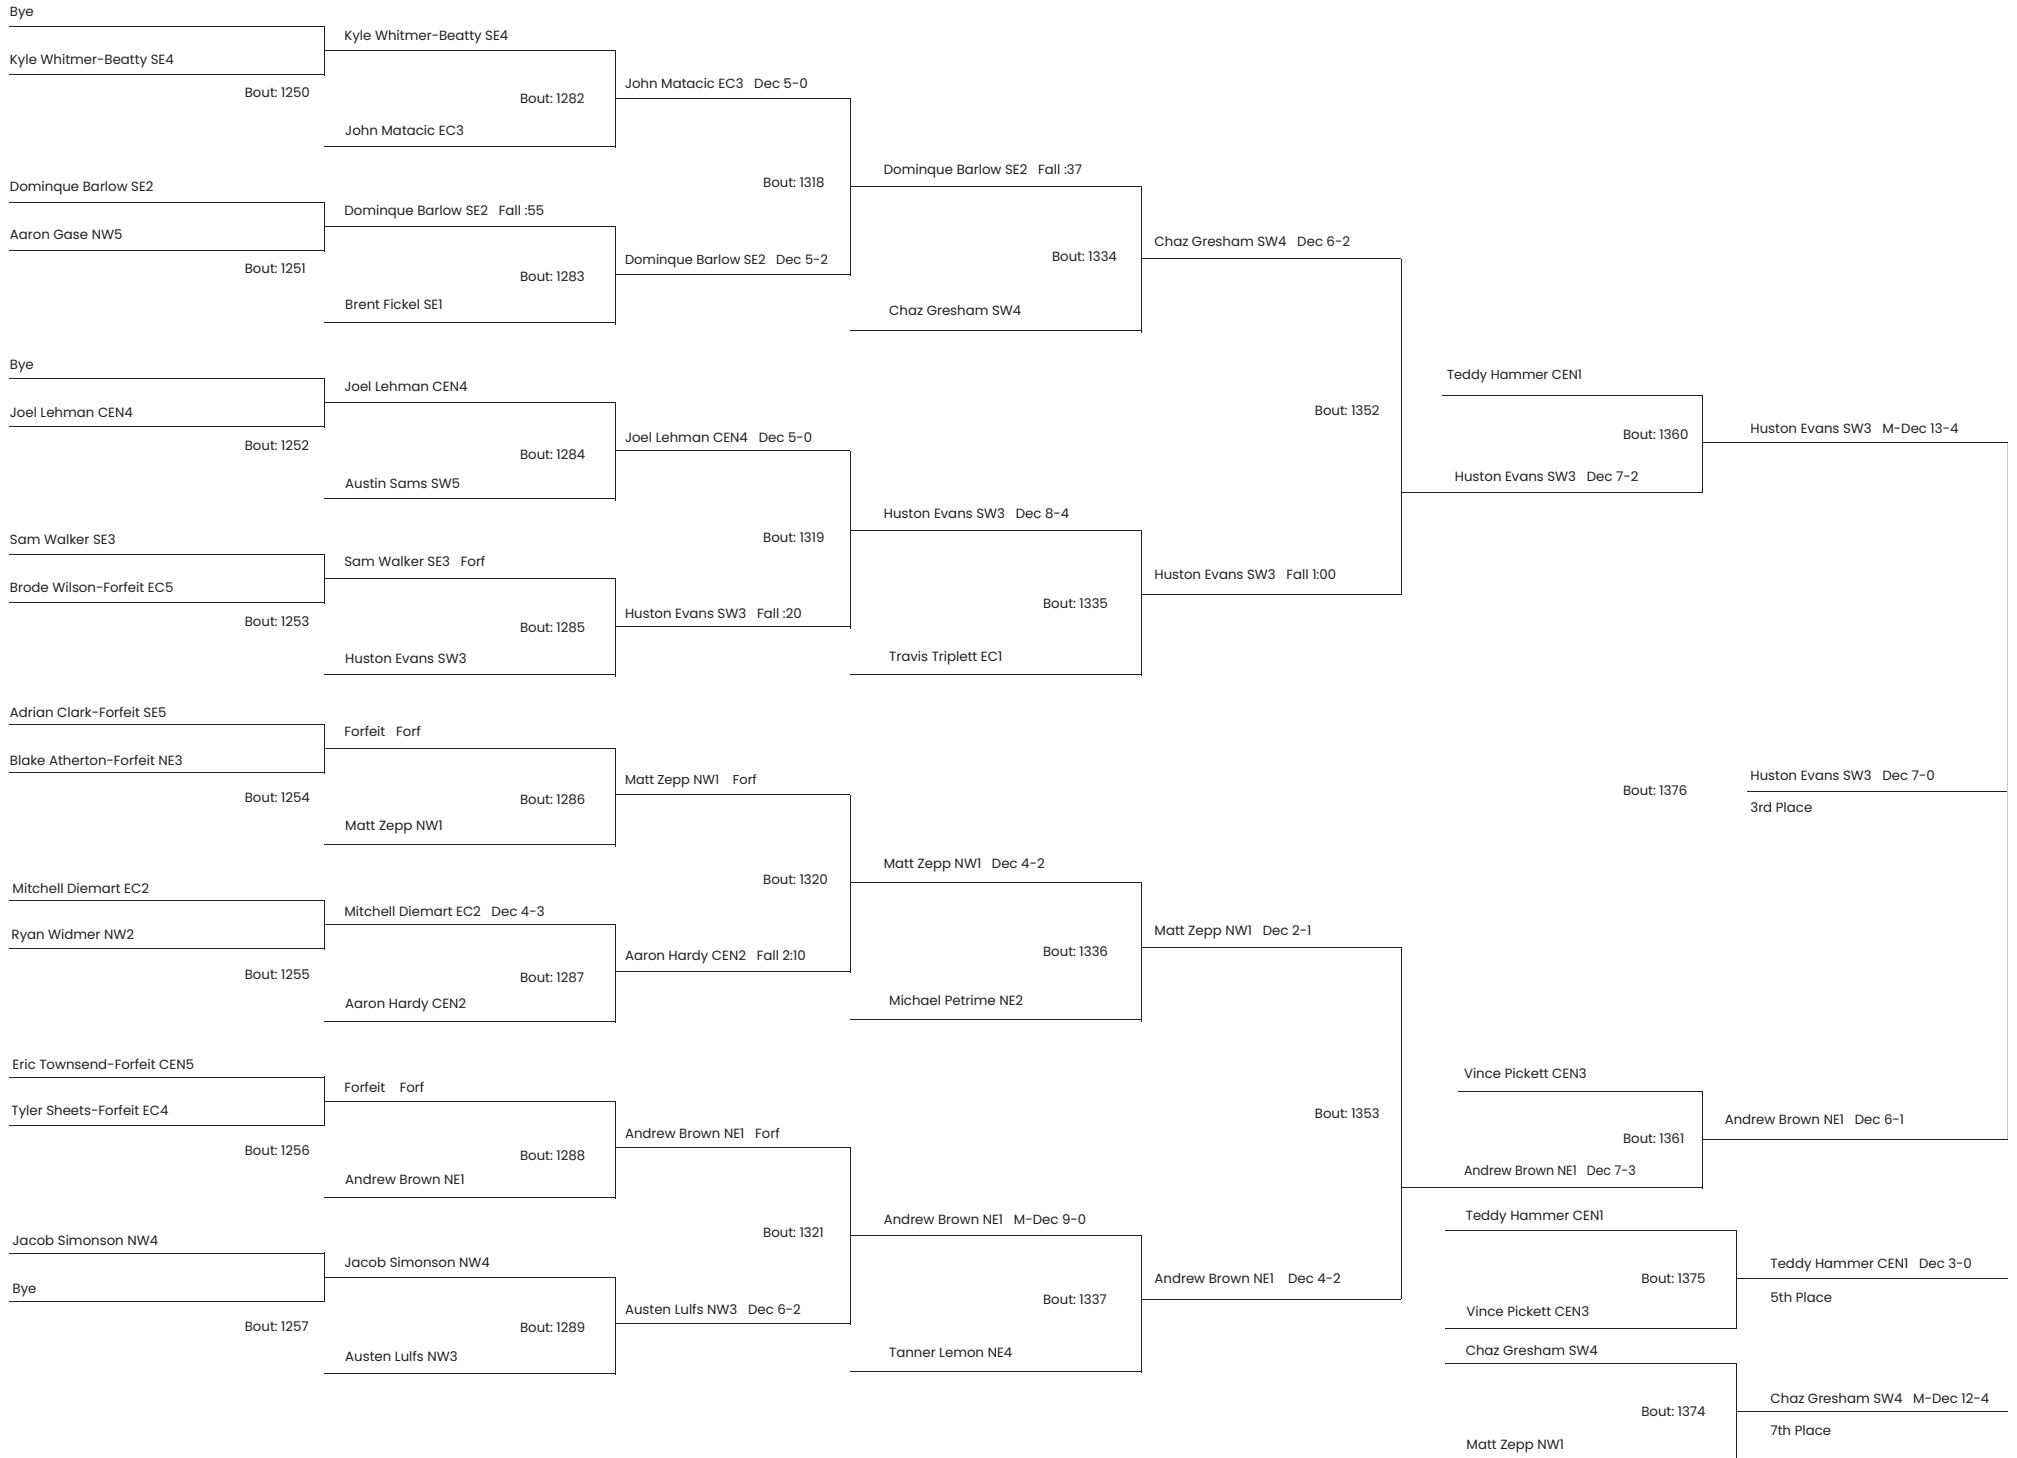 Bye
Kyle Whitmer-Beatty SE4
Bout: 1250
Dominque Barlow SE2
Aaron Gase NW5
Bout: 1251
Bye
Joel Lehman CEN4
Bout: 1252
Sam Walker SE3
Brode Wilson-Forfeit EC5
Bout: 1253
Adrian Clark-Forfeit SE5
Blake Atherton-Forfeit NE3
Bout: 1254
Mitchell Diemart EC2
Ryan Widmer NW2
Bout: 1255
Eric Townsend-Forfeit CEN5
Tyler Sheets-Forfeit EC4
Bout: 1256
Jacob Simonson NW4
Bye
Bout: 1257
Kyle Whitmer-Beatty SE4
Bout: 1282
John Matacic EC3
Dominque Barlow SE2 Fall :55
Bout: 1283
Brent Fickel SE1
Joel Lehman CEN4
Bout: 1284
Austin Sams SW5
Sam Walker SE3 Forf
Bout: 1285
Huston Evans SW3
Forfeit Forf
Bout: 1286
Matt Zepp NW1
Mitchell Diemart EC2 Dec 4-3
Bout: 1287
Aaron Hardy CEN2
Forfeit Forf
Bout: 1288
Andrew Brown NE1
Jacob Simonson NW4
Bout: 1289
Austen Lulfs NW3
John Matacic EC3 Dec 5-0
Bout: 1318
Dominque Barlow SE2 Dec 5-2
Joel Lehman CEN4 Dec 5-0
Bout: 1319
Huston Evans SW3 Fall :20
Matt Zepp NW1 Forf
Bout: 1320
Aaron Hardy CEN2 Fall 2:10
Andrew Brown NE1 Forf
Bout: 1321
Austen Lulfs NW3 Dec 6-2
Dominque Barlow SE2 Fall :37
Bout: 1334
Chaz Gresham SW4
Huston Evans SW3 Dec 8-4
Bout: 1335
Travis Triplett EC1
Matt Zepp NW1 Dec 4-2
Bout: 1336
Michael Petrime NE2
Andrew Brown NE1 M-Dec 9-0
Bout: 1337
Tanner Lemon NE4
Chaz Gresham SW4 Dec 6-2
Bout: 1352
Huston Evans SW3 Fall 1:00
Matt Zepp NW1 Dec 2-1
Bout: 1353
Andrew Brown NE1 Dec 4-2
Teddy Hammer CEN1
Bout: 1360
Huston Evans SW3 Dec 7-2
Vince Pickett CEN3
Bout: 1361
Andrew Brown NE1 Dec 7-3
Huston Evans SW3 M-Dec 13-4
Bout: 1376
Huston Evans SW3 Dec 7-0
3rd Place
Andrew Brown NE1 Dec 6-1
Teddy Hammer CEN1
Bout: 1375
Vince Pickett CEN3
Teddy Hammer CEN1 Dec 3-0
5th Place
Chaz Gresham SW4
Bout: 1374
Matt Zepp NW1
Chaz Gresham SW4 M-Dec 12-4
7th Place